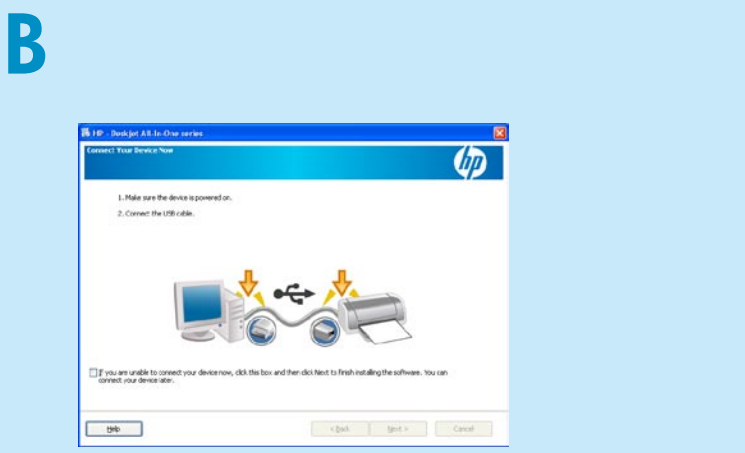 B
HP - Deskjet All-In-One series
Connect Your Device Now
hp
1. Make sure the device is powered on.
2. Connect the USB cable.
If you are unable to connect your device now, click this box and then click Next to finish installing the software. You can
connect your device later.
Help
< Back
Next >
Cancel